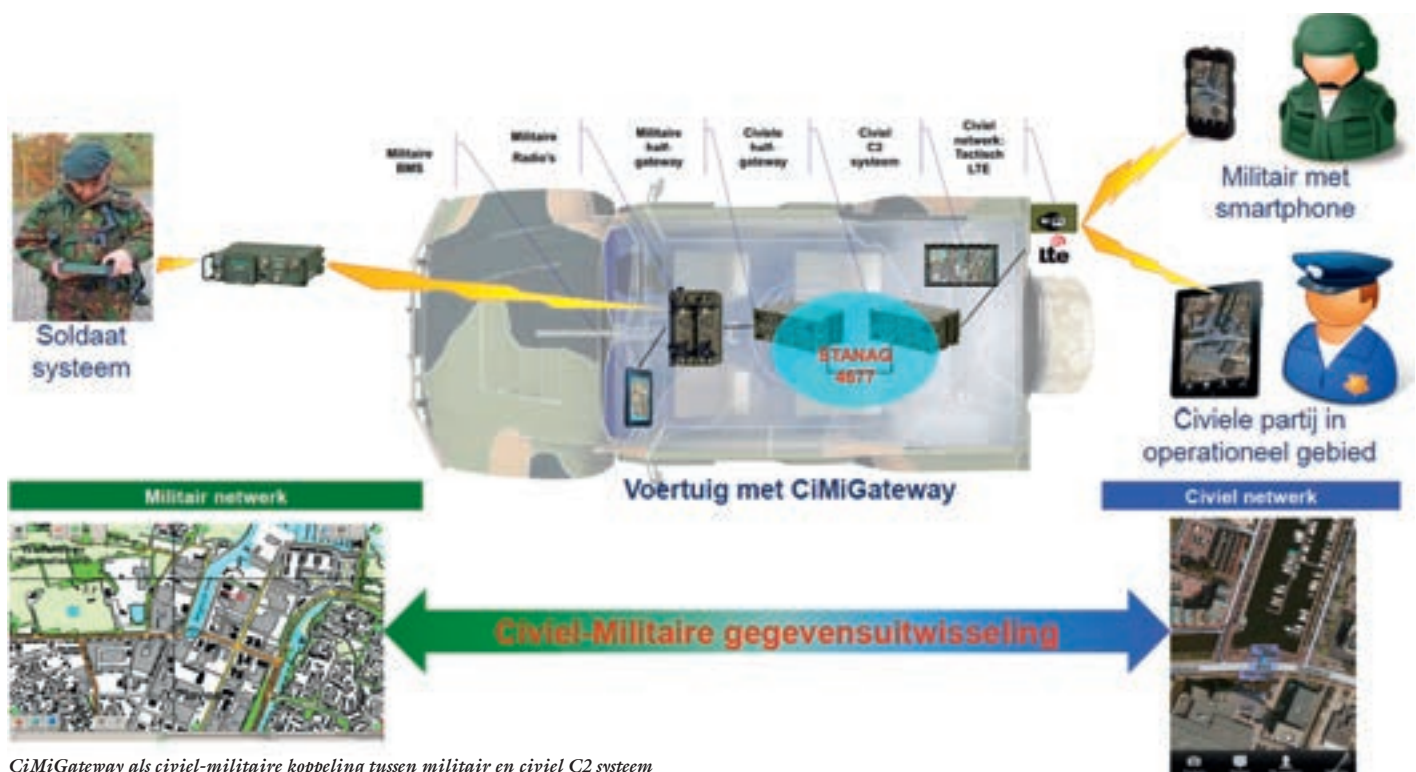 Militaire
BMS
Militaire
Radio's
Militaire
half-
gateway
Civiele
half-
gateway
Civiel
C2
systeem
Civiel
netwerk:
Tactisch
LTE
Lte
Militair met
smartphone
Soldaat
systeem
STANAG
4677
Civiele partij in
operationeel gebied
Voertuig met CiMiGateway
Militair netwerk
Civiel netwerk
Civiel-Militaire gegevensuitwisseling
CiMiGateway als civiel-militaire koppeling tussen militair en civiel C2 systeem